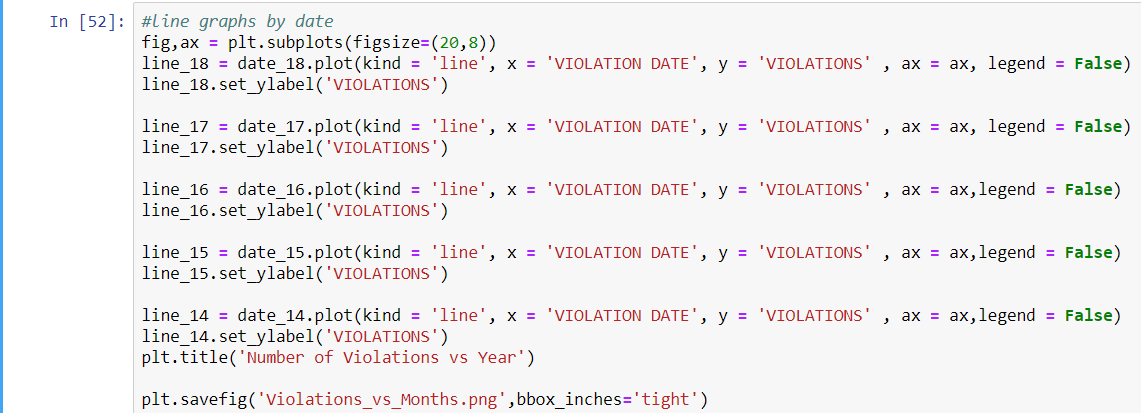 In [52]:
#line graphs by date
fig,ax = plt.subplots(figsize=(20,8))
line_18 = date_18.plot(kind = 'line', x = 'VIOLATION DATE', y = 'VIOLATIONS' , ax = ax, legend = False)
line_18.set_ylabel('VIOLATIONS')

line_17 = date_17.plot(kind = 'line', x = 'VIOLATION DATE', y = 'VIOLATIONS' , ax = ax, legend = False)
line_17.set_ylabel('VIOLATIONS')

line_16 = date_16.plot(kind = 'line', x = 'VIOLATION DATE', y = 'VIOLATIONS' , ax = ax,legend = False)
line_16.set_ylabel('VIOLATIONS')

line_15 = date_15.plot(kind = 'line', x = 'VIOLATION DATE', y = 'VIOLATIONS' , ax = ax,legend = False)
line_15.set_ylabel('VIOLATIONS')

line_14 = date_14.plot(kind = 'line', x = 'VIOLATION DATE', y = 'VIOLATIONS' , ax = ax,legend = False)
line_14.set_ylabel('VIOLATIONS')
plt.title('Number of Violations vs Year')

plt.savefig('Violations_vs_Months.png',bbox_inches='tight')